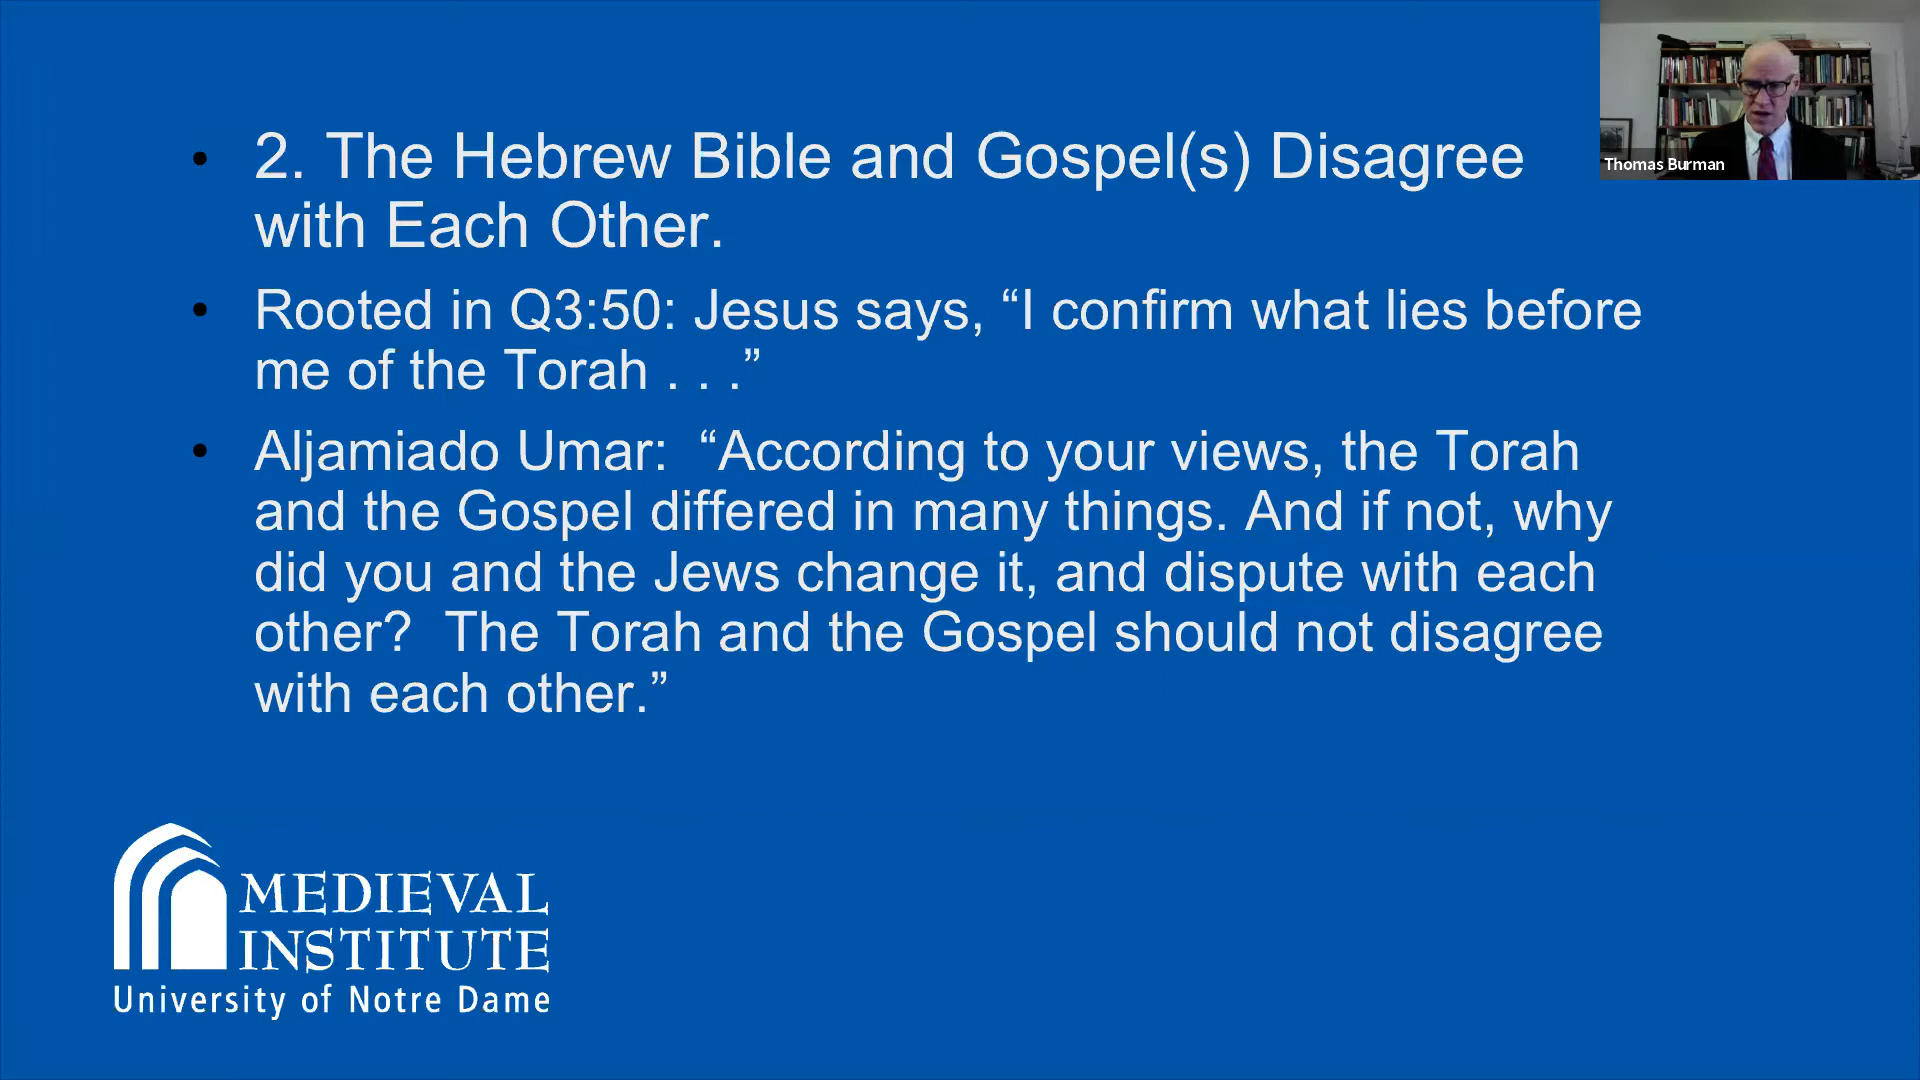 • 2. The Hebrew Bible and Gospel(s) Disagree
with Each Other.
• Rooted in Q3:50: Jesus says, “I confirm what lies before
me of the Torah . . .”
• Aljamiado Umar:  “According to your views, the Torah
and the Gospel differed in many things. And if not, why
did you and the Jews change it, and dispute with each
other?  The Torah and the Gospel should not disagree
with each other.”
Thomas Burman
MEDIEVAL
INSTITUTE
University of Notre Dame